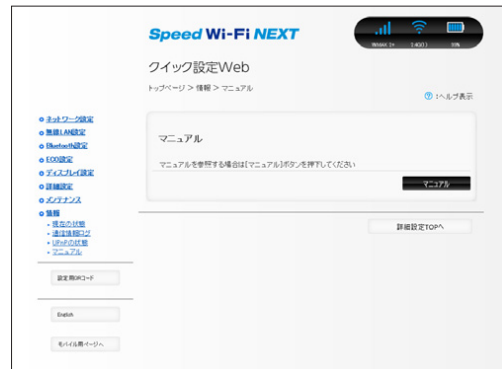 Speed Wi-Fi NEXT
クイック設定Web
トップページ > 情報 > マニュアル
:ヘルプ表示
ネットワーク設定
無線LAN設定
Bluetooth設定
ECO設定
ディスプレイ設定
詳細設定
メンテナンス
情報
現在の状態
通信情報ログ
UPnPの状態
マニュアル
設定用QRコード
English
モバイル用ページへ
マニュアル
マニュアルを参照する場合は[マニュアル]ボタンを押下してください
マニュアル
詳細設定TOPへ